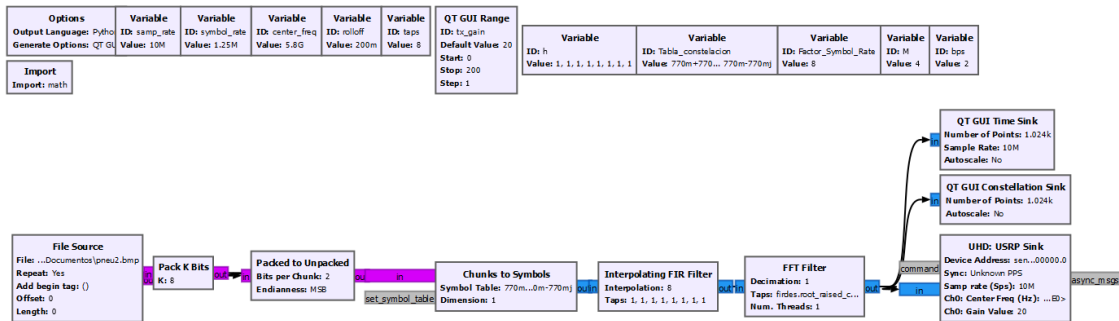 Options
Output Language: Pytho
Generate Options: QT GU
Variable
ID: samp_rate
Value: 10M
Variable
ID: symbol_rate
Value: 1.25M
Variable
ID: center_freq
Value: 5.8G
Variable
ID: rolloff
Value: 200m
Variable
ID: taps
Value: 8
QT GUI Range
ID: tx_gain
Default Value: 20
Start: 0
Stop: 200
Step: 1
Variable
ID: h
Value: 1, 1, 1, 1, 1, 1, 1, 1
Variable
ID: Tabla_constelacion
Value: 770m+770... 770m-770mj
Variable
ID: Factor_Symbol_Rate
Value: 8
Variable
ID: M
Value: 4
Variable
ID: bps
Value: 2
Import
Import: math
QT GUI Time Sink
Number of Points: 1.024k
Sample Rate: 10M
Autoscale: No
in
QT GUI Constellation Sink
Number of Points: 1.024k
Autoscale: No
in
File Source
File: ...Documentos\pneu2.bmp
Repeat: Yes
Add begin tag: ()
Offset: 0
Length: 0
in
Pack K Bits
K: 8
out
in
Packed to Unpacked
Bits per Chunk: 2
Endianness: MSB
ou
in
set_symbol_table
Chunks to Symbols
Symbol Table: 770m...0m-770mj
Dimension: 1
out
in
Interpolating FIR Filter
Interpolation: 8
Taps: 1, 1, 1, 1, 1, 1, 1, 1
out
in
FFT Filter
Decimation: 1
Taps: firdes.root_raised_c...
Num. Threads: 1
out
command
in
UHD: USRP Sink
Device Address: sen...00000.0
Sync: Unknown PPS
Samp rate (Sps): 10M
Ch0: Center Freq (Hz): ...E0>
Ch0: Gain Value: 20
async_msgs